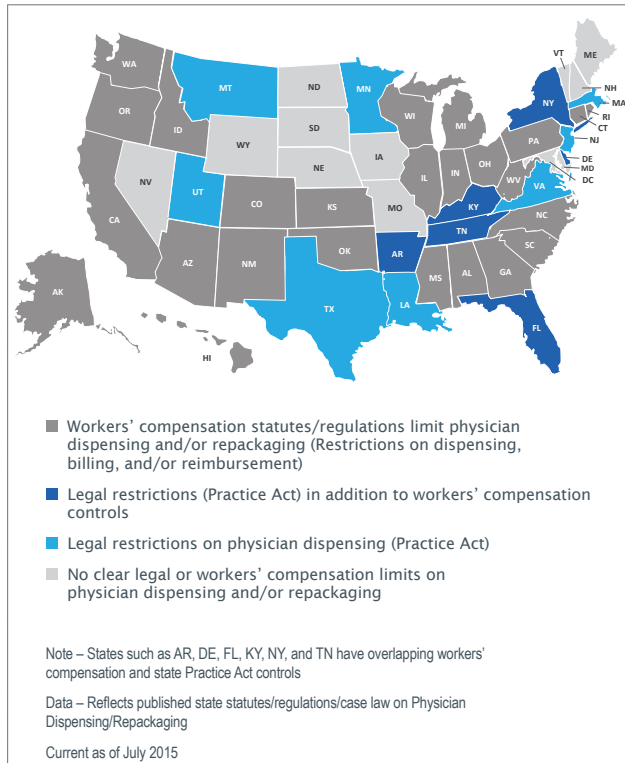 WA
OR
CA
NV
ID
MT
WY
UT
AZ
CO
NM
ND
SD
NE
KS
OK
TX
MN
IA
MO
AR
LA
WI
IL
MI
IN
OH
KY
TN
MS
AL
GA
FL
SC
NC
VA
WV
PA
NY
VT
ME
NH
MA
RI
CT
NJ
DE
MD
DC
AK
HI
Workers’ compensation statutes/regulations limit physician
dispensing and/or repackaging (Restrictions on dispensing,
billing, and/or reimbursement)
Legal restrictions (Practice Act) in addition to workers’ compensation
controls
Legal restrictions on physician dispensing (Practice Act)
No clear legal or workers’ compensation limits on
physician dispensing and/or repackaging
Note – States such as AR, DE, FL, KY, NY, and TN have overlapping workers’
compensation and state Practice Act controls
Data – Reflects published state statutes/regulations/case law on Physician
Dispensing/Repackaging
Current as of July 2015